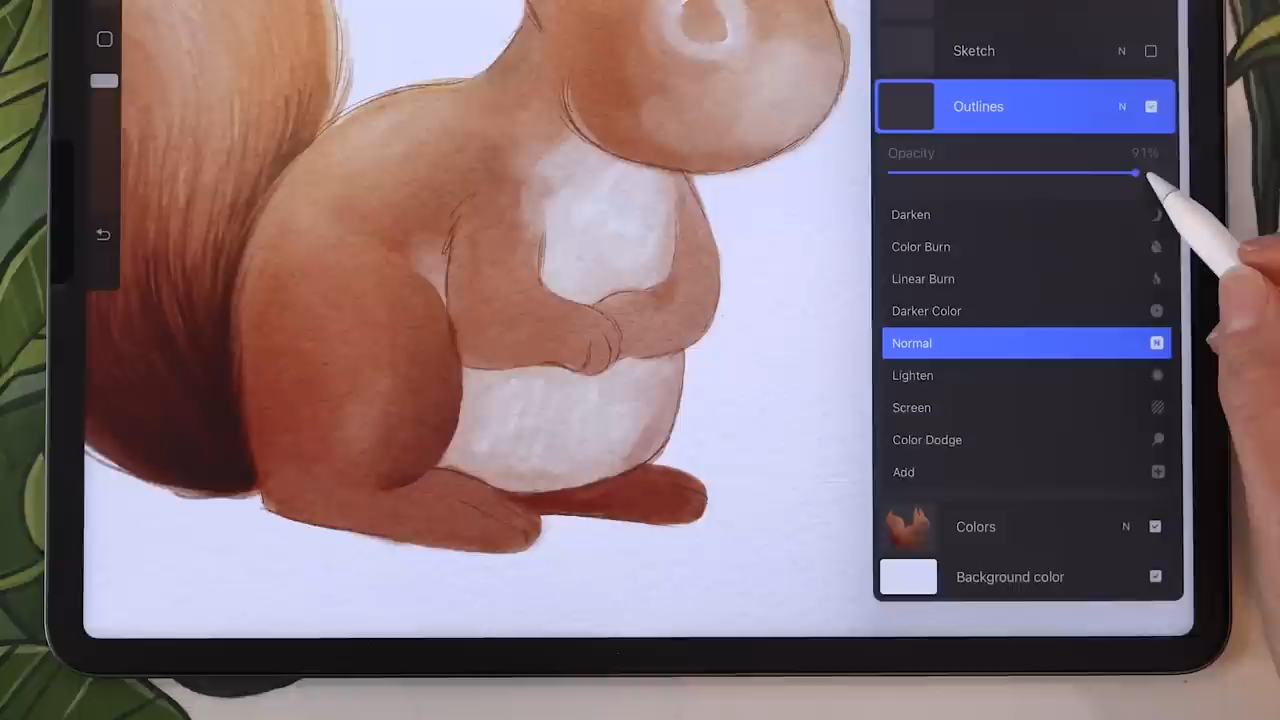 Sketch N
Outlines N
Opacity 91%
Darken
Color Burn
Linear Burn
Darker Color
Normal N
Lighten
Screen
Color Dodge
Add
Colors N
Background color